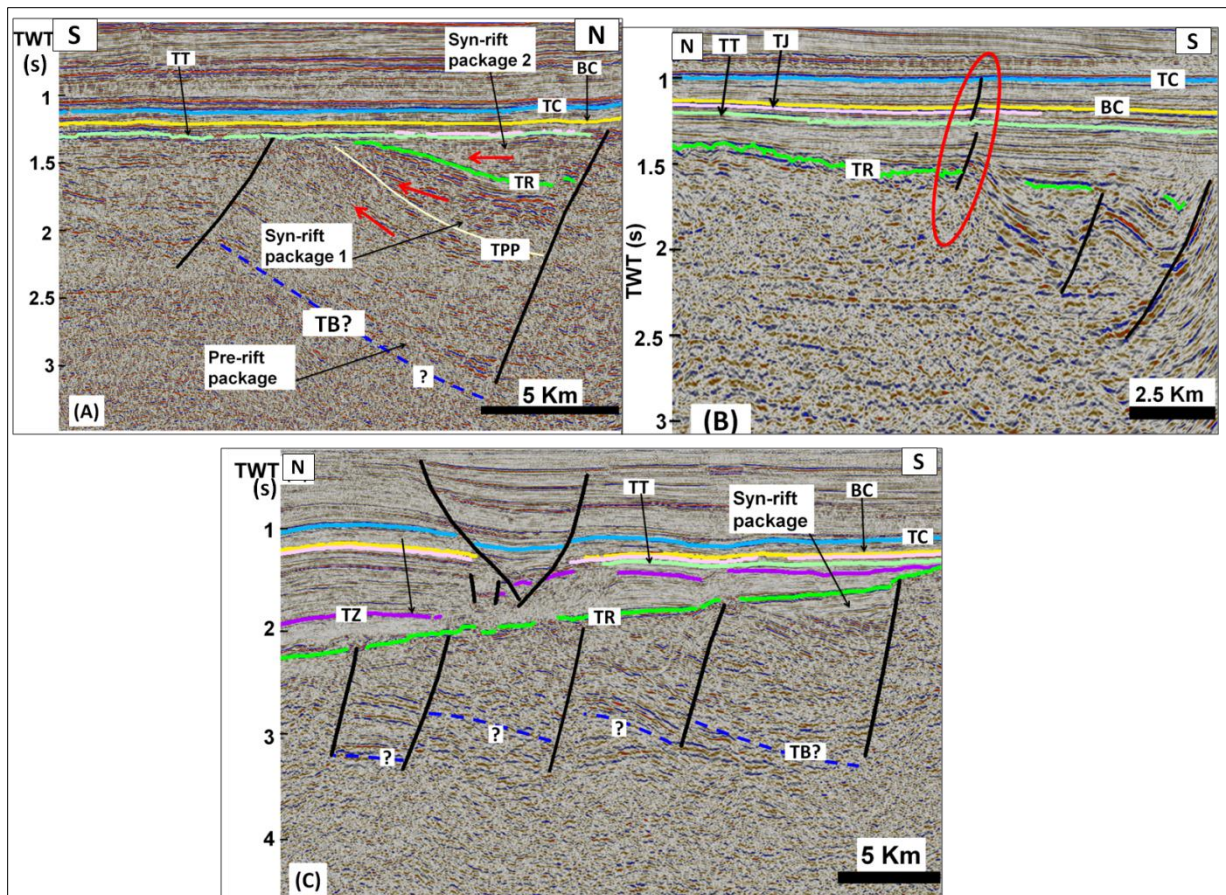 TWT
(s)
S
N
Syn-rift
package 2
TT
BC
TC
1
1.5
TR
2
Syn-rift
package 1
TPP
2.5
TB?
Pre-rift
package
?
3
5 Km
(A)
N
TT
TJ
S
1
TC
BC
1.5
TR
TWT (s)
2
2.5
3
(B)
2.5 Km
TWT
(s)
N
S
TT
Syn-rift
package
BC
1
TC
TZ
TR
2
?
?
?
3
TB?
4
5 Km
(C)